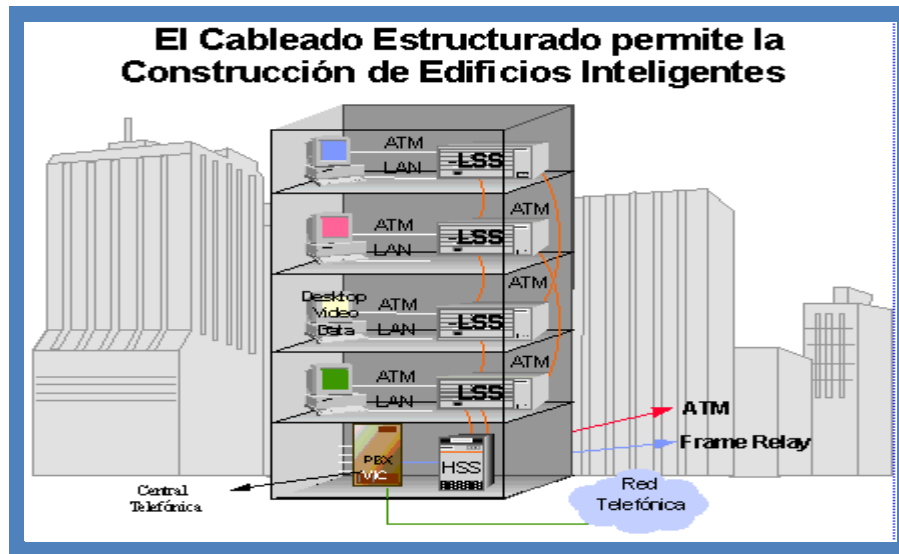 El Cableado Estructurado permite la
Construcción de Edificios Inteligentes
ATM
LAN
LSS
ATM
ATM
LAN
LSS
ATM
Desktop
Video
Data
ATM
LAN
LSS
ATM
ATM
LAN
LSS
ATM
Frame Relay
PBX
VIC
HSS
Central
Telefónica
Red
Telefónica